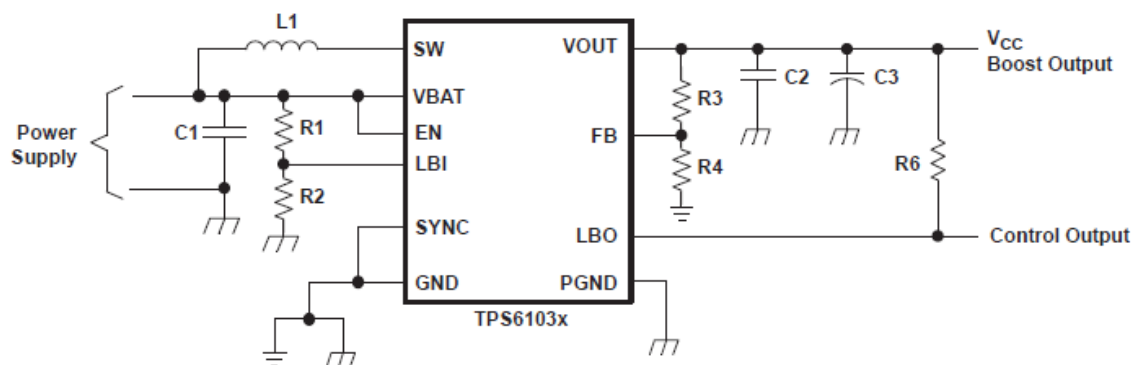 L1
SW
VOUT
V_CC
Boost Output
C2
C3
R3
VBAT
Power
Supply
C1
R1
EN
FB
LBI
R4
R6
R2
SYNC
LBO
Control Output
GND
PGND
TPS6103x